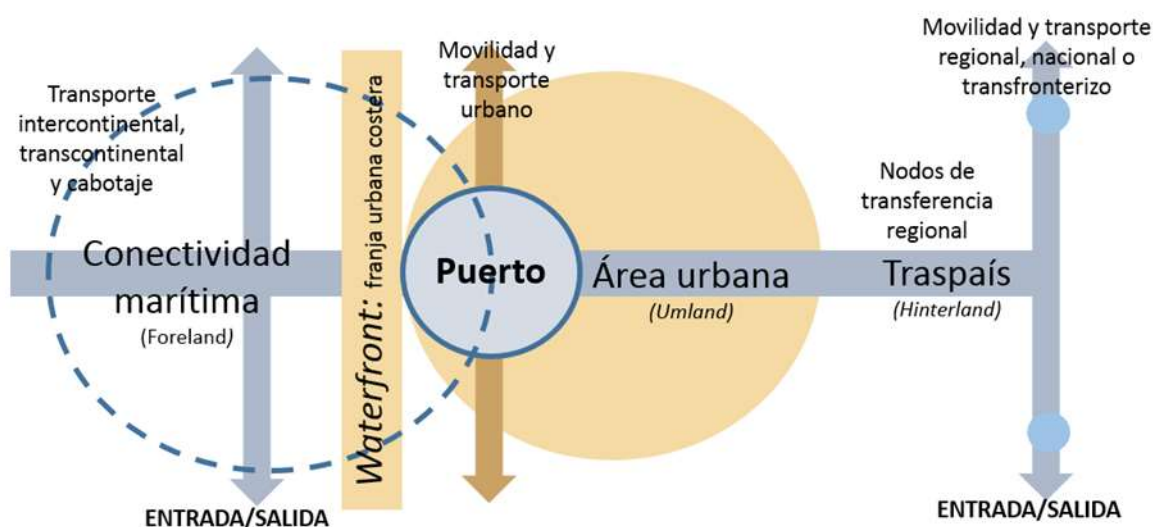 Transporte
intercontinental,
transcontinental
y cabotaje
Conectividad
marítima
(Foreland)
ENTRADA/SALIDA
Waterfront: franja urbana costera
Movilidad y
transporte
urbano
Puerto
Área urbana
(Umland)
Movilidad y transporte
regional, nacional o
transfronterizo
Nodos de
transferencia
regional
Traspaís
(Hinterland)
ENTRADA/SALIDA